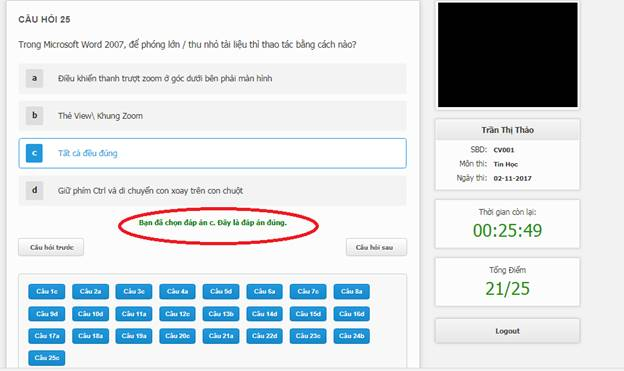 CÂU HỎI 25
Trong Microsoft Word 2007, để phóng lớn / thu nhỏ tài liệu thì thao tác bằng cách nào?
a Điều khiển thanh trượt zoom ở góc dưới bên phải màn hình
b Thẻ View\ Khung Zoom
c Tất cả đều đúng
d Giữ phím Ctrl và di chuyển con xoay trên con chuột
Bạn đã chọn đáp án c. Đây là đáp án đúng.
Câu hỏi trước
Câu hỏi sau
Câu 1c Câu 2a Câu 3c Câu 4a Câu 5d Câu 6a Câu 7c Câu 8a
Câu 9d Câu 10d Câu 11a Câu 12c Câu 13b Câu 14d Câu 15d Câu 16d
Câu 17a Câu 18a Câu 19a Câu 20c Câu 21a Câu 22d Câu 23c Câu 24b
Câu 25c
Trần Thị Thảo
SBD: CV001
Môn thi: Tin Học
Ngày thi: 02-11-2017
Thời gian còn lại:
00:25:49
Tổng Điểm
21/25
Logout